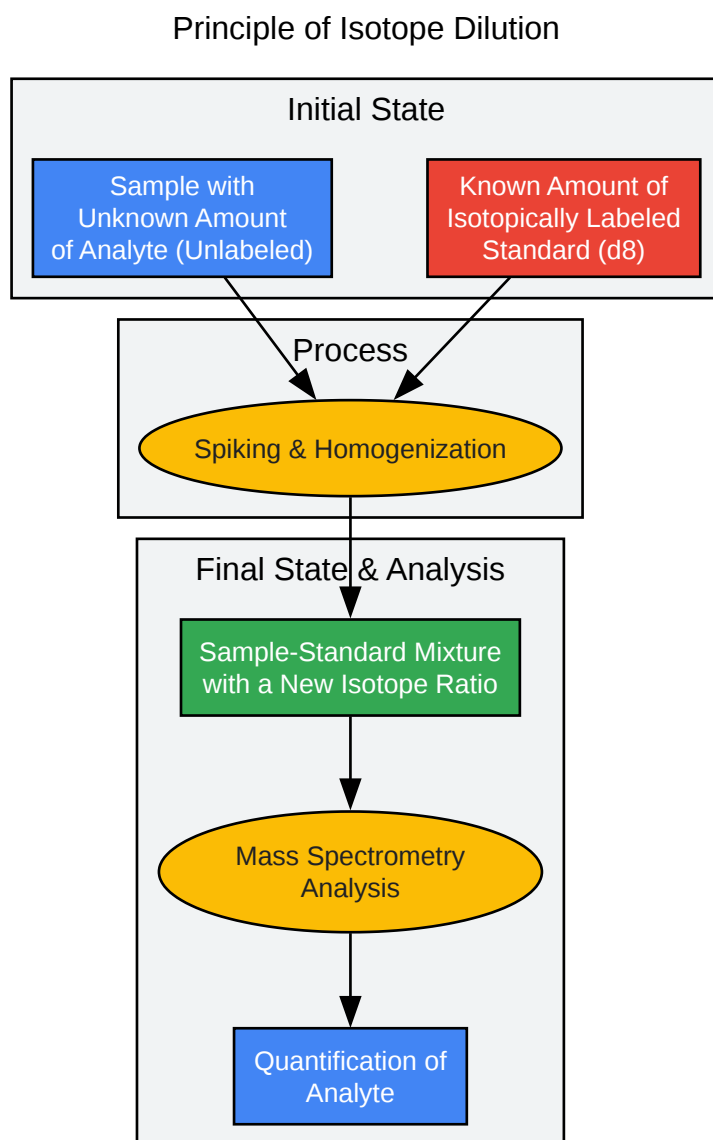 Principle of Isotope Dilution
Initial State
Sample with
Unknown Amount
of Analyte (Unlabeled)
Known Amount of
Isotopically Labeled
Standard (d8)
Process
Spiking & Homogenization
Final State & Analysis
Sample-Standard Mixture
with a New Isotope Ratio
Mass Spectrometry
Analysis
Quantification of
Analyte